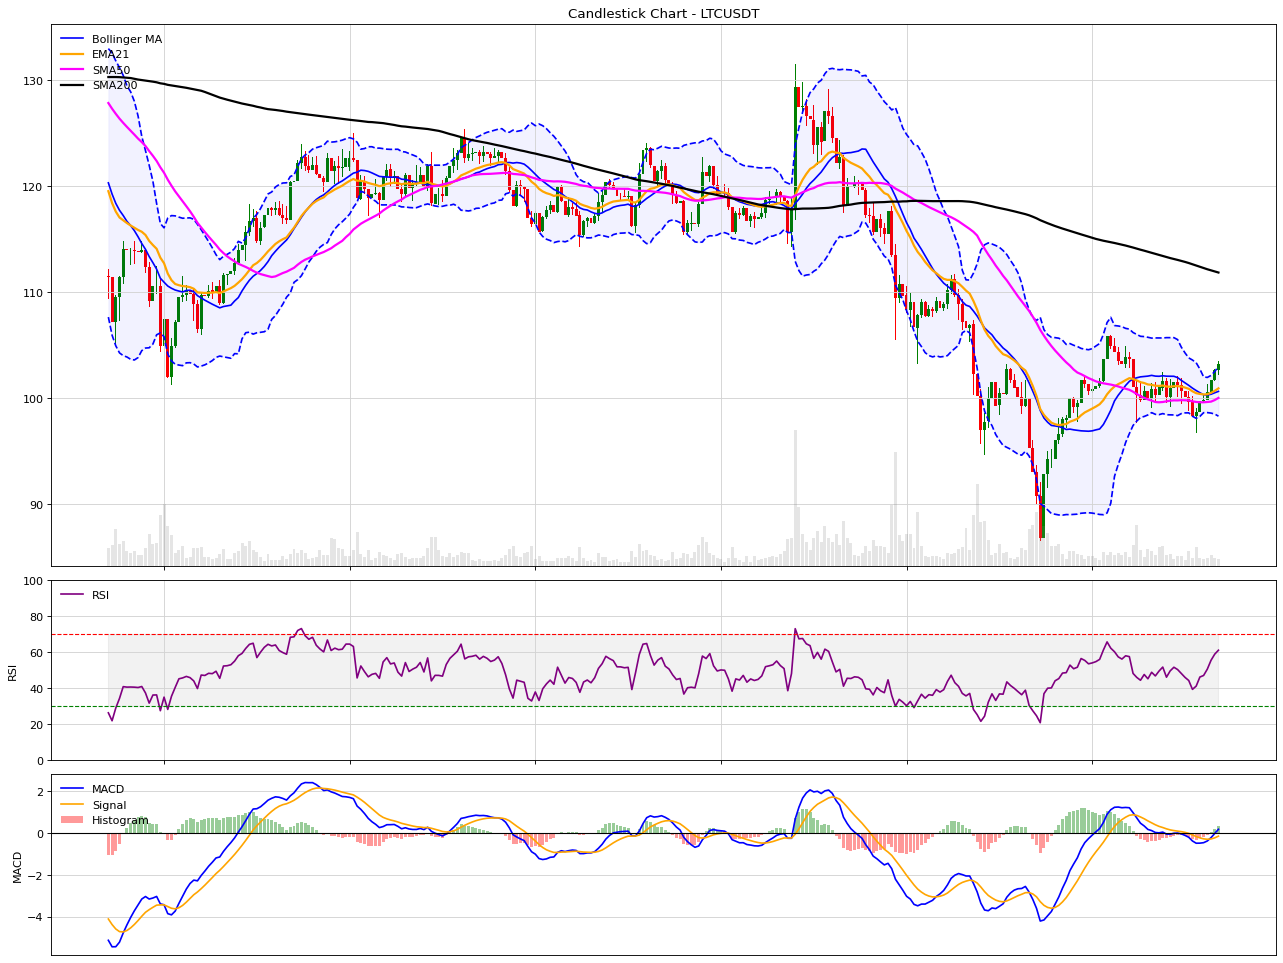 Candlestick Chart - LTCUSDT
Bollinger MA
EMA21
SMA50
SMA200
130
120
110
100
90
RSI
100
80
60
40
20
0
RSI
MACD
Signal
Histogram
2
0
−2
−4
MACD